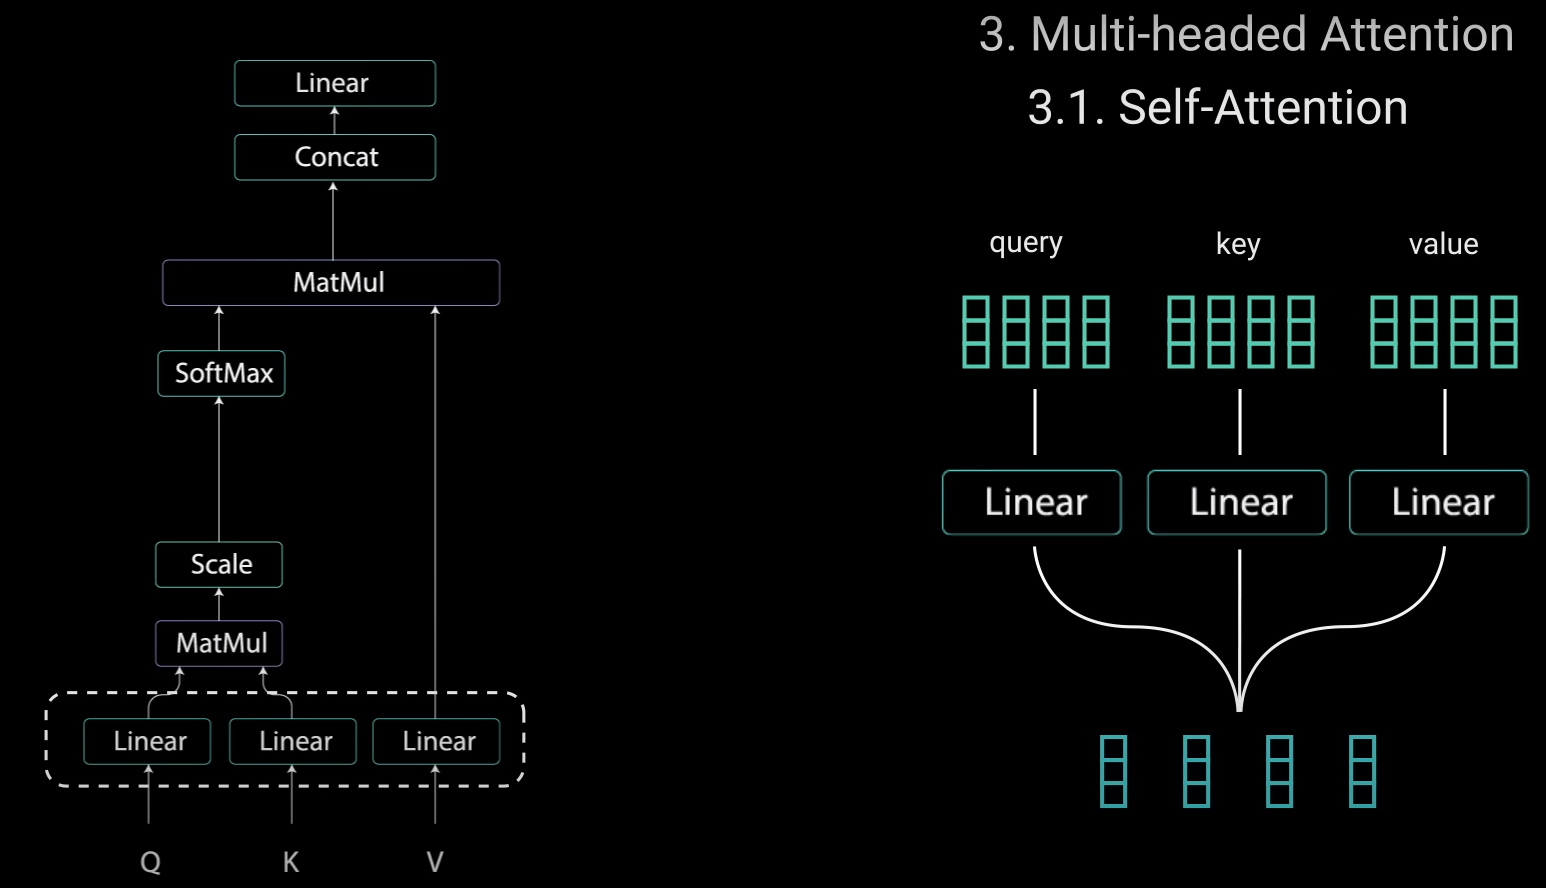 3. Multi-headed Attention
3.1. Self-Attention
Linear
Concat
MatMul
SoftMax
Scale
MatMul
Linear Linear Linear
Q K V
query key value
Linear Linear Linear